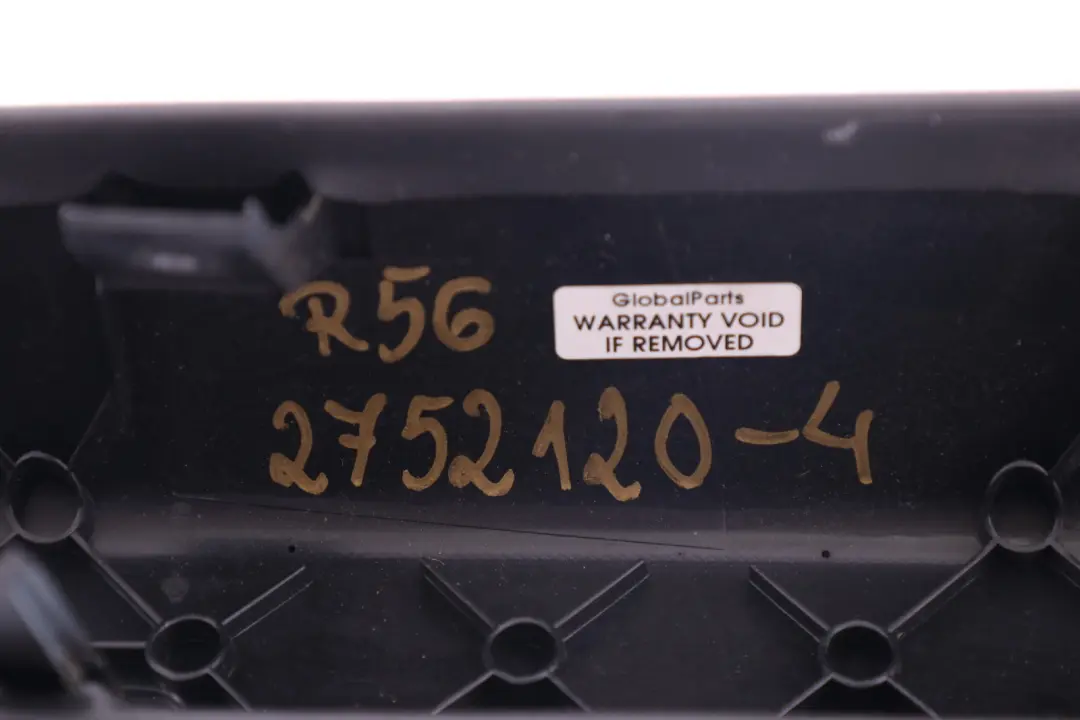 R56
GlobalParts
WARRANTY VOID
IF REMOVED
2752120-4